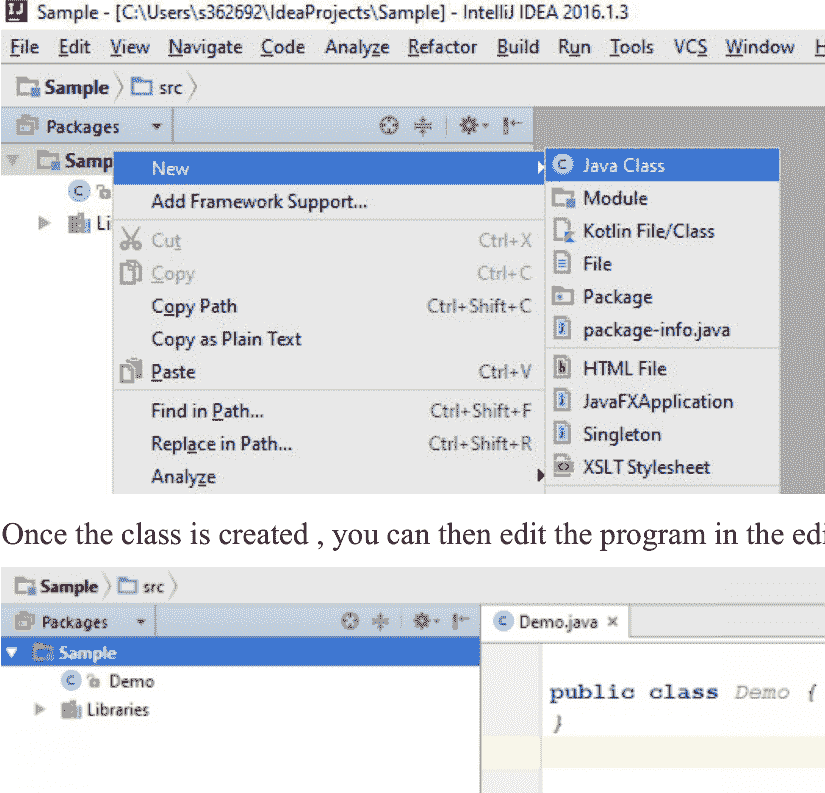 Sample - [C:\Users\s362692\IdeaProjects\Sample] - IntelliJ IDEA 2016.1.3
File Edit View Navigate Code Analyze Refactor Build Run Tools VCS Window H
Sample src
Packages
Samp
New
Java Class
C
Add Framework Support...
Module
Li
Cut Ctrl+X
Kotlin File/Class
Copy Ctrl+C
File
Copy Path Ctrl+Shift+C
Package
Copy as Plain Text
package-info.java
Paste Ctrl+V
HTML File
Find in Path... Ctrl+Shift+F
JavaFXApplication
Replace in Path... Ctrl+Shift+R
Singleton
Analyze
XSLT Stylesheet
Once the class is created , you can then edit the program in the edi
Sample src
Packages
Demo.java
Sample
C Demo
public class Demo {
Libraries
}